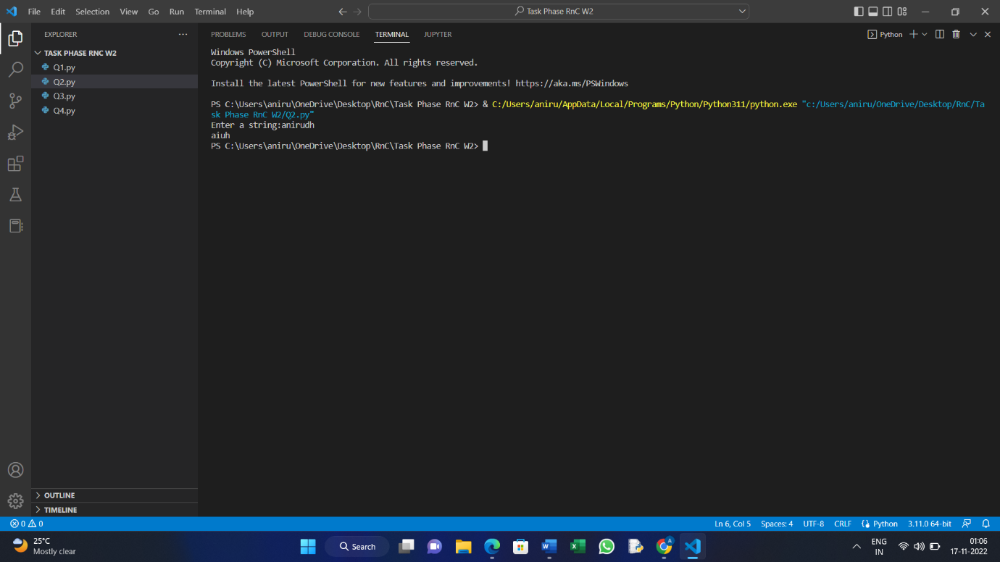 File Edit Selection View Go Run Terminal Help
Task Phase RnC W2
EXPLORER
TASK PHASE RNC W2
Q1.py
Q2.py
Q3.py
Q4.py
OUTLINE
TIMELINE
PROBLEMS OUTPUT DEBUG CONSOLE TERMINAL JUPYTER
Python
Windows PowerShell
Copyright (C) Microsoft Corporation. All rights reserved.
Install the latest PowerShell for new features and improvements! https://aka.ms/PSWindows
PS C:\Users\aniru\OneDrive\Desktop\RnC\Task Phase RnC W2> & C:/Users/aniru/AppData/Local/Programs/Python/Python311/python.exe "c:/Users/aniru/OneDrive/Desktop/RnC/Ta
sk Phase RnC W2/Q2.py"
Enter a string:anirudh
aiuh
PS C:\Users\aniru\OneDrive\Desktop\RnC\Task Phase RnC W2>
0 0
Ln 6, Col 5 Spaces: 4 UTF-8 CRLF Python 3.11.0 64-bit
25°C
Mostly clear
Search
ENG
IN
01:06
17-11-2022